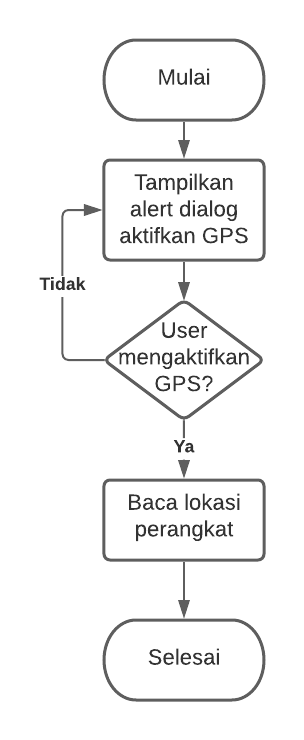 Mulai
Tampilkan
alert dialog
aktifkan GPS
Tidak
User
mengaktifkan
GPS?
Ya
Baca lokasi
perangkat
Selesai